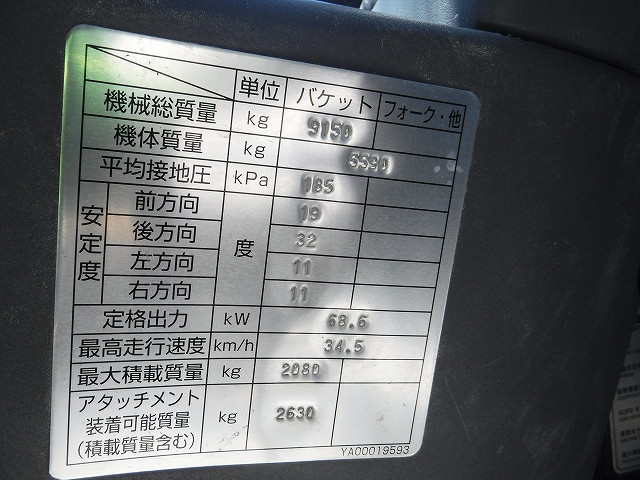 単位 バケット フォーク・他
機械総質量 kg 9150
機体質量 kg 5590
平均接地圧 kPa 185
安定度 前方向 度 19
後方向 32
左方向 11
右方向 11
定格出力 kW 68.6
最高走行速度 km/h 34.5
最大積載質量 kg 2080
アタッチメント
装着可能質量 kg 2630
(積載質量含む)
YA00019593